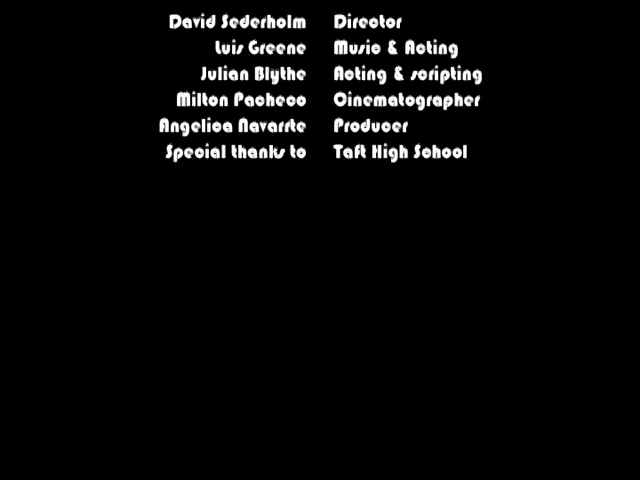 David Sederholm Director
Luis Greene Music & Acting
Julian Blythe Acting & scripting
Milton Pacheco Cinematographer
Angelica Navarrte Producer
Special thanks to Taft High School